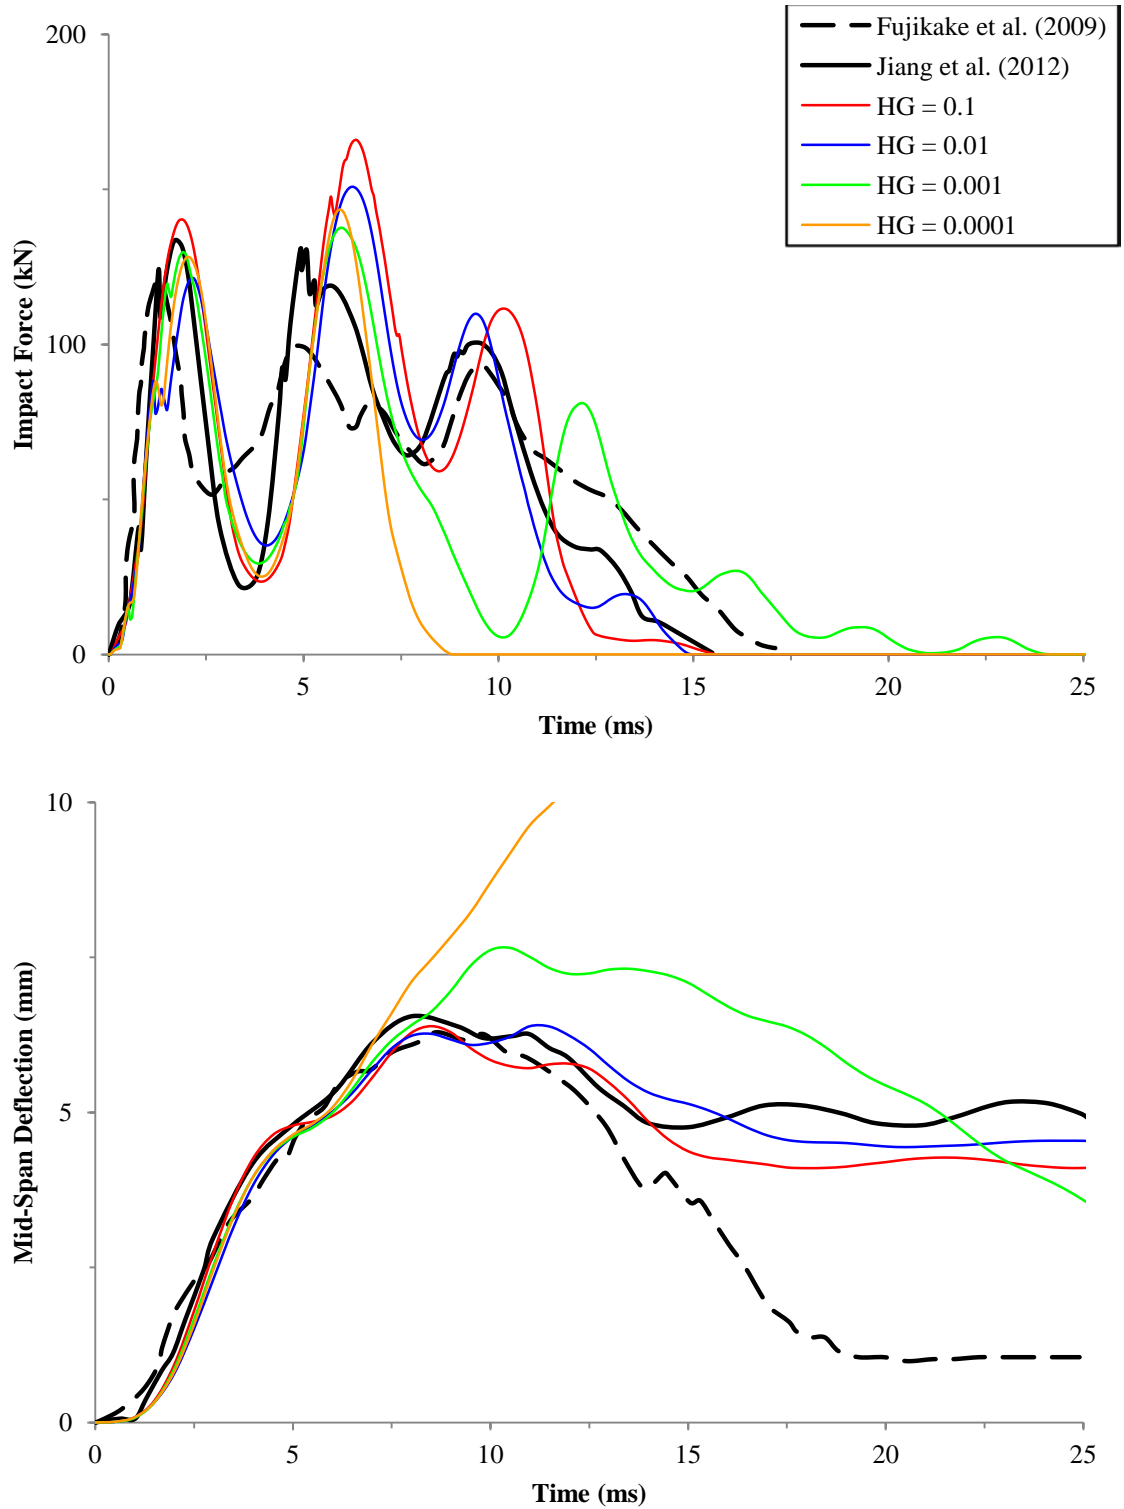 200
Fujikake et al. (2009)
Jiang et al. (2012)
HG = 0.1
HG = 0.01
HG = 0.001
HG = 0.0001
Impact Force (kN)
100
0
0 5 10 15 20 25
Time (ms)
10
Mid-Span Deflection (mm)
5
0
0 5 10 15 20 25
Time (ms)